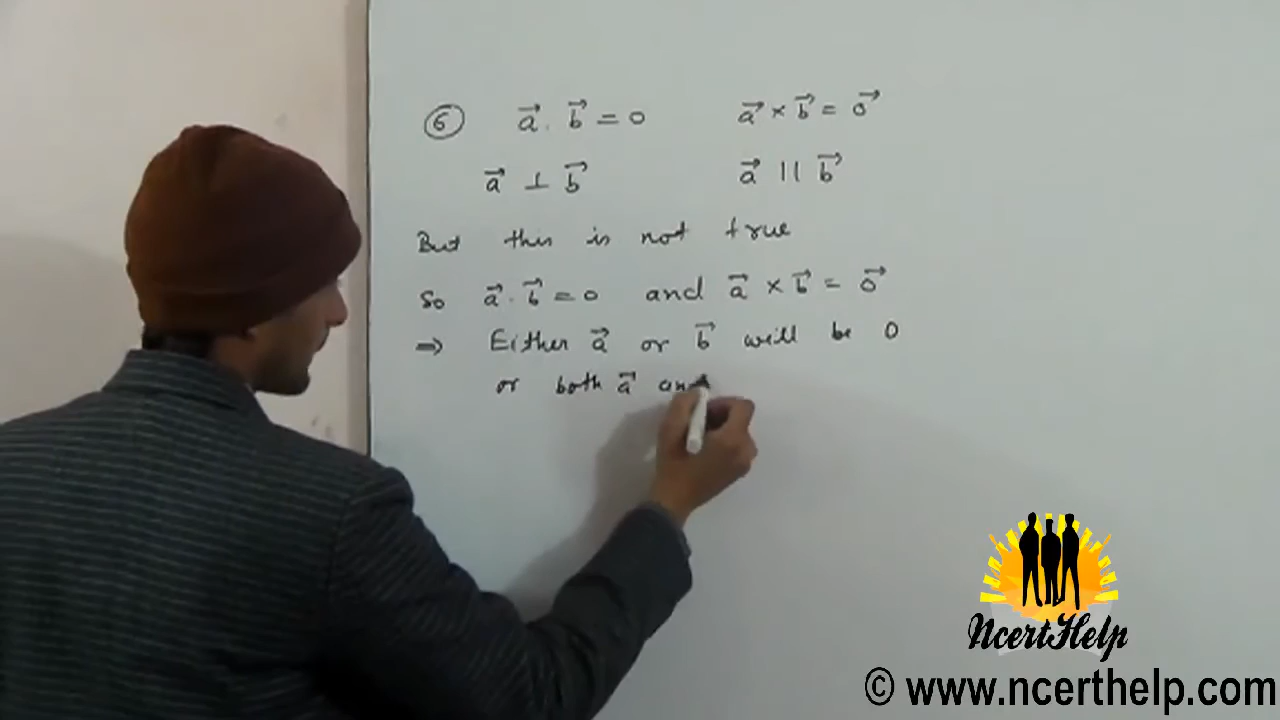 ⑥ a⃗ . b⃗ = 0 a⃗ × b⃗ = 0⃗
a⃗ ⊥ b⃗ a⃗ || b⃗
But this is not true
So a⃗ . b⃗ = 0 and a⃗ × b⃗ = 0⃗
⇒ Either a⃗ or b⃗ will be 0
or both a⃗ and
NcertHelp
© www.ncerthelp.com